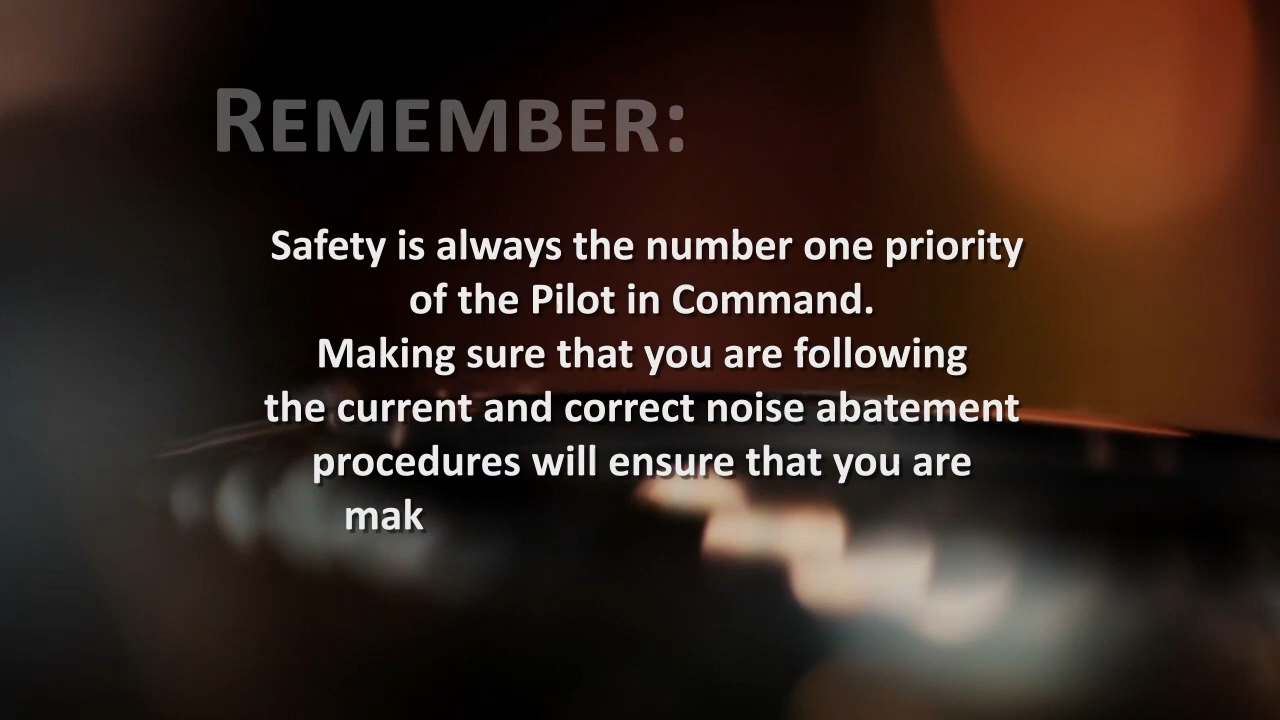 REMEMBER:
Safety is always the number one priority
of the Pilot in Command.
Making sure that you are following
the current and correct noise abatement
procedures will ensure that you are
mak